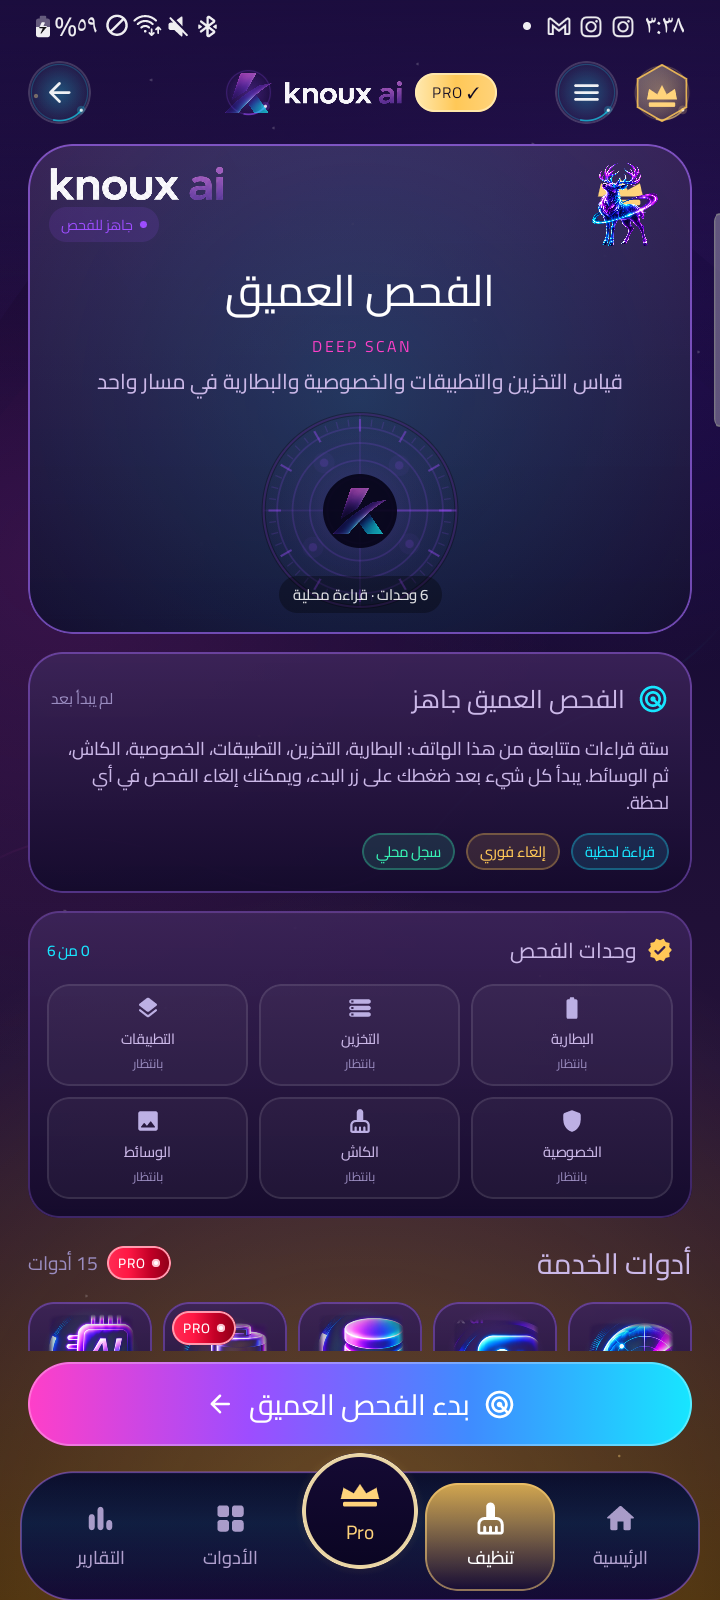 ٣:٣٨
%٥٩
knoux ai
PRO ✓
knoux ai
جاهز للفحص
الفحص العميق
DEEP SCAN
قياس التخزين والتطبيقات والخصوصية والبطارية في مسار واحد
6 وحدات · قراءة محلية
الفحص العميق جاهز
لم يبدأ بعد
ستة قراءات متتابعة من هذا الهاتف: البطارية، التخزين، التطبيقات، الخصوصية، الكاش،
ثم الوسائط. يبدأ كل شيء بعد ضغطك على زر البدء، ويمكنك إلغاء الفحص في أي
لحظة.
قراءة لحظية
إلغاء فوري
سجل محلي
وحدات الفحص
0 من 6
البطارية
بانتظار
التخزين
بانتظار
التطبيقات
بانتظار
الخصوصية
بانتظار
الكاش
بانتظار
الوسائط
بانتظار
أدوات الخدمة
PRO
15 أدوات
PRO
AI
بدء الفحص العميق
الرئيسية
تنظيف
Pro
الأدوات
التقارير